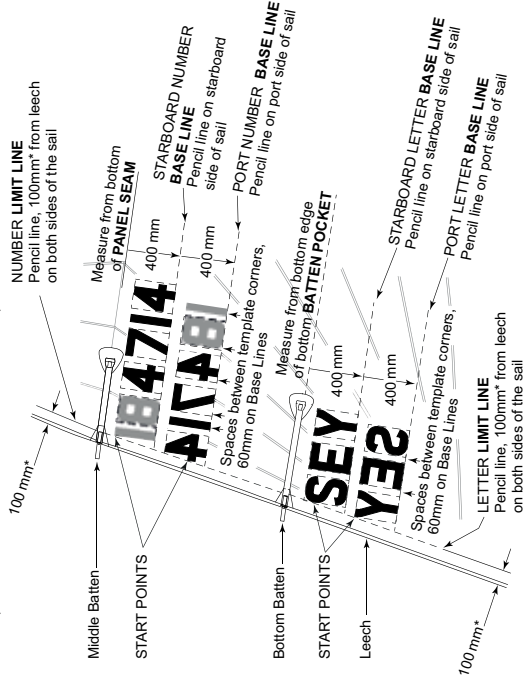 NUMBER LIMIT LINE
Pencil line, 100mm* from leech
on both sides of the sail
100 mm*
Measure from bottom
of PANEL SEAM
STARBOARD NUMBER
BASE LINE
Pencil line on starboard
side of sail
PORT NUMBER BASE LINE
Pencil line on port side of sail
400 mm
400 mm
184714
184714
Spaces between template corners,
60mm on Base Lines
Middle Batten
START POINTS
Measure from bottom edge
of bottom BATTEN POCKET
STARBOARD LETTER BASE LINE
Pencil line on starboard side of sail
PORT LETTER BASE LINE
Pencil line on port side of sail
400 mm
400 mm
SEY
SEY
Spaces between template corners,
60mm on Base Lines
Bottom Batten
START POINTS
Leech
LETTER LIMIT LINE
Pencil line, 100mm* from leech
on both sides of the sail
100 mm*